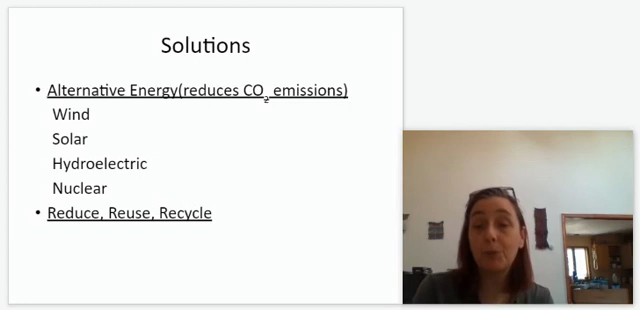 Solutions
• Alternative Energy(reduces CO₂ emissions)
Wind
Solar
Hydroelectric
Nuclear
• Reduce, Reuse, Recycle